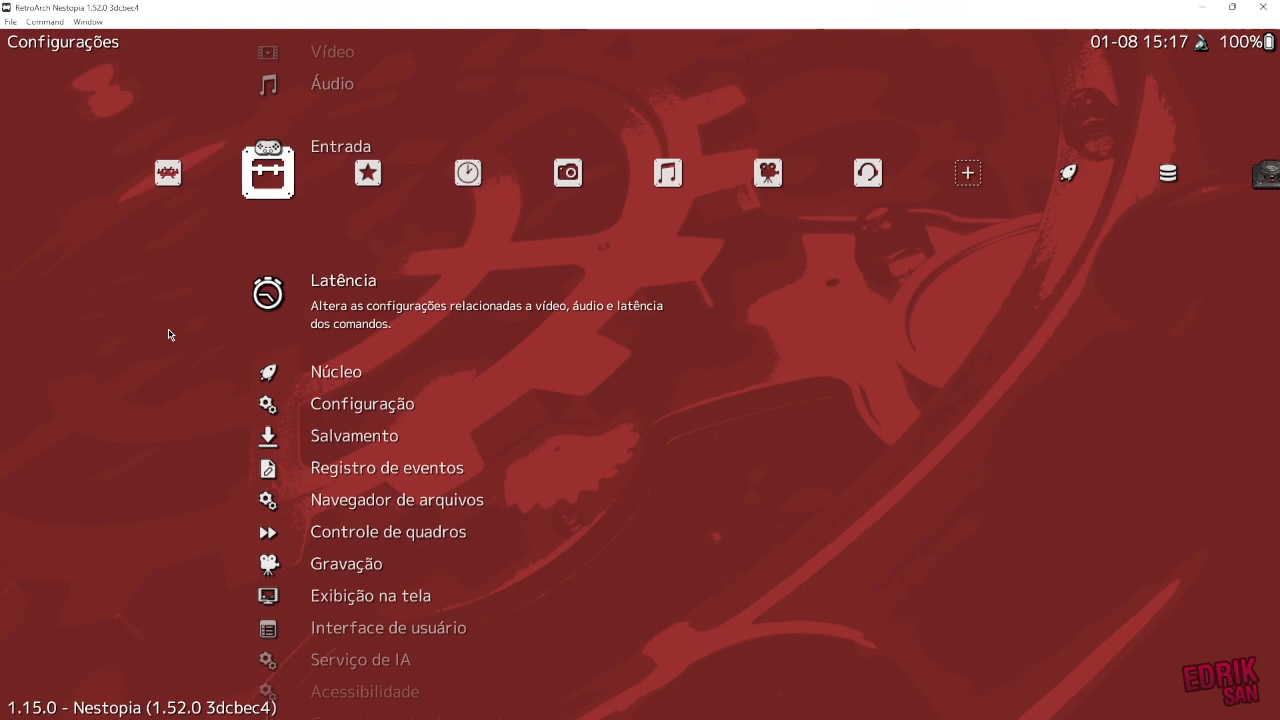 RetroArch Nestopia 1.52.0 3dcbec4
File Command Window
Configurações
01-08 15:17 100%
Vídeo
Áudio
Entrada
Latência
Altera as configurações relacionadas a vídeo, áudio e latência
dos comandos.
Núcleo
Configuração
Salvamento
Registro de eventos
Navegador de arquivos
Controle de quadros
Gravação
Exibição na tela
Interface de usuário
Serviço de IA
Acessibilidade
EDRIK
SAN
1.15.0 - Nestopia (1.52.0 3dcbec4)